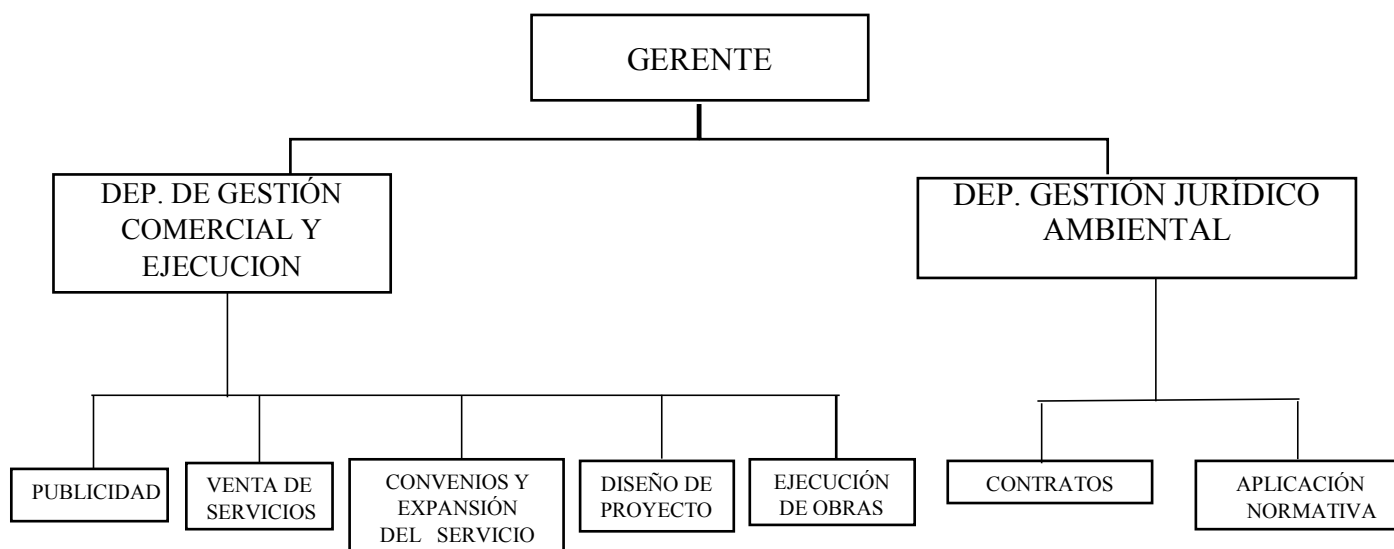 GERENTE
DEP. DE GESTIÓN
COMERCIAL Y
EJECUCION
DEP. GESTIÓN JURÍDICO
AMBIENTAL
PUBLICIDAD
VENTA DE
SERVICIOS
CONVENIOS Y
EXPANSIÓN
DEL SERVICIO
DISEÑO DE
PROYECTO
EJECUCIÓN
DE OBRAS
CONTRATOS
APLICACIÓN
NORMATIVA